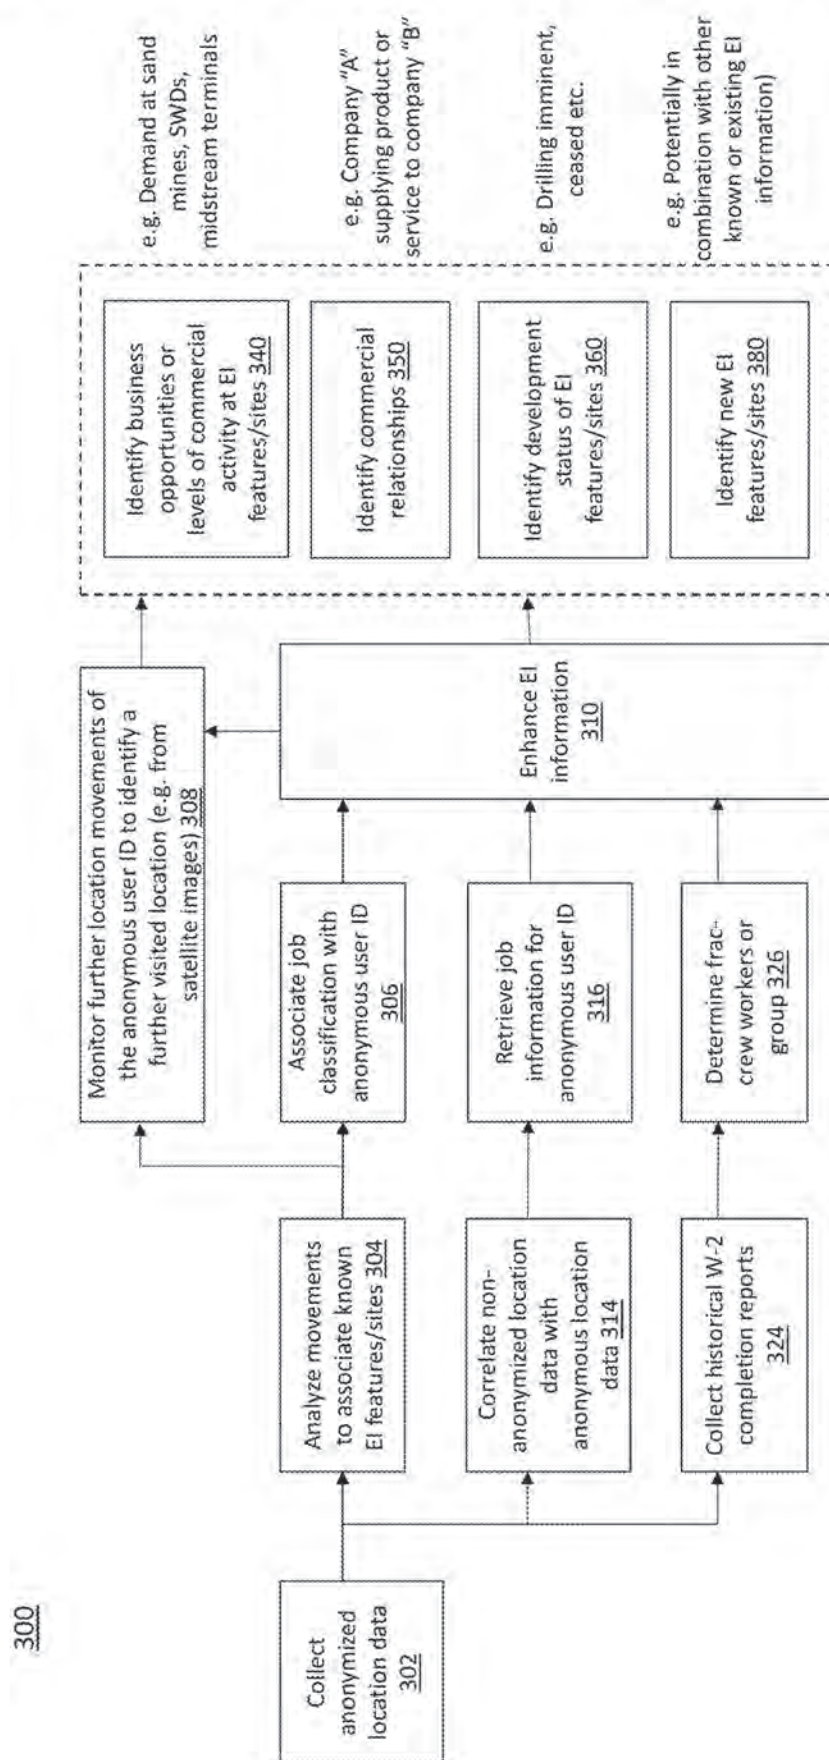 300
Collect
anonymized
location data
302
Analyze movements
to associate known
EI features/sites 304
Correlate non-
anonymized location
data with
anonymous location
data 314
Collect historical W-2
completion reports
324
Monitor further location movements of
the anonymous user ID to identify a
further visited location (e.g. from
satellite images) 308
Associate job
classification with
anonymous user ID
306
Retrieve job
information for
anonymous user ID
316
Determine frac-
crew workers or
group 326
Enhance EI
information
310
Identify business
opportunities or
levels of commercial
activity at EI
features/sites 340
Identify commercial
relationships 350
Identify development
status of EI
features/sites 360
Identify new EI
features/sites 380
e.g. Demand at sand
mines, SWDs,
midstream terminals
e.g. Company “A”
supplying product or
service to company “B”
e.g. Drilling imminent,
ceased etc.
e.g. Potentially in
combination with other
known or existing EI
information)